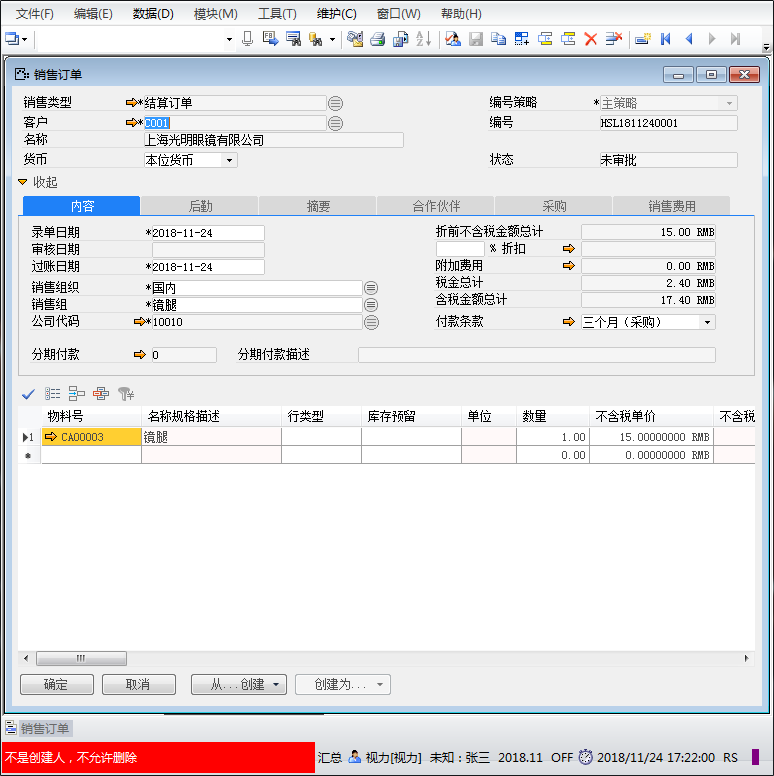 文件(F) 编辑(E) 数据(D) 模块(M) 工具(T) 维护(C) 窗口(W) 帮助(H)
销售订单
销售类型 *结算订单 编号策略 *主策略
客户 *C001 编号 HSL1811240001
名称 上海光明眼镜有限公司
货币 本位货币 状态 未审批
收起
内容 后勤 摘要 合作伙伴 采购 销售费用
录单日期 *2018-11-24 折前不含税金额总计 15.00 RMB
审核日期 % 折扣
过账日期 *2018-11-24 附加费用 0.00 RMB
税金总计 2.40 RMB
销售组织 *国内
销售组 *镜腿 含税金额总计 17.40 RMB
公司代码 *10010 付款条款 三个月（采购）
分期付款 0 分期付款描述
物料号 名称规格描述 行类型 库存预留 单位 数量 不含税单价 不含税
1 CA00003 镜腿 1.00 15.00000000 RMB
* 0.00 0.00000000 RMB
确定 取消 从...创建 创建为...
销售订单
不是创建人，不允许删除 汇总 视力[视力] 未知：张三 2018.11 OFF 2018/11/24 17:22:00 RS